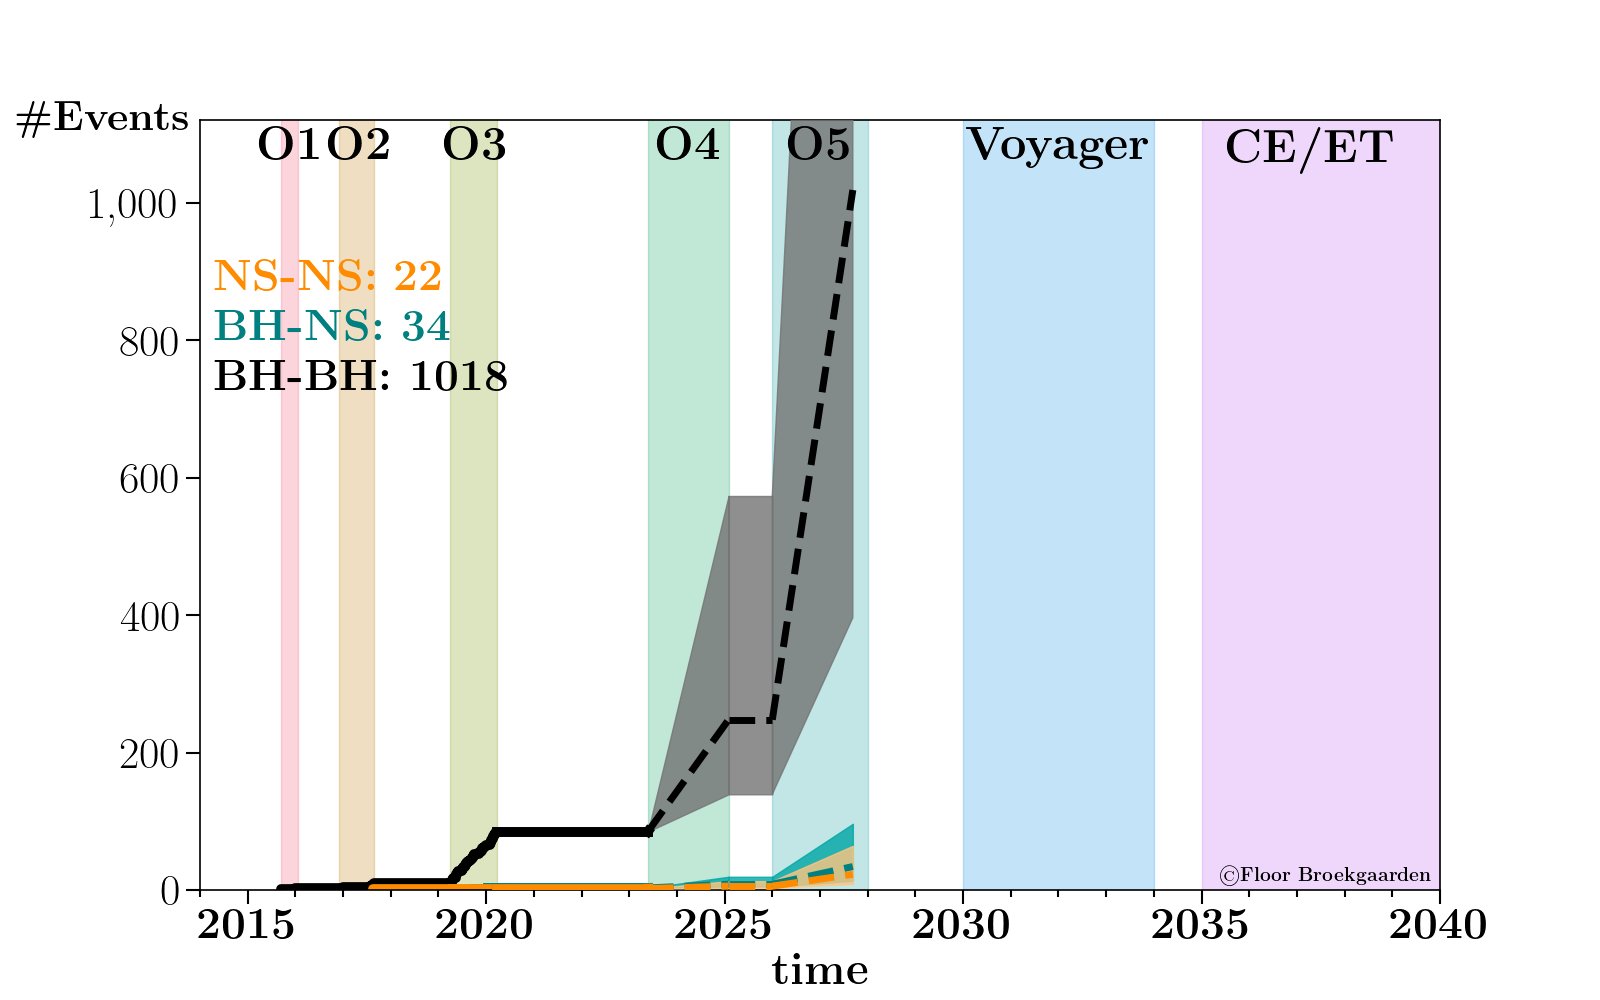 #Events
O1 O2 O3 O4 O5 Voyager CE/ET
1,000
NS-NS: 22
BH-NS: 34
800
BH-BH: 1018
600
400
200
©Floor Broekgaarden
0
2015 2020 2025 2030 2035 2040
time